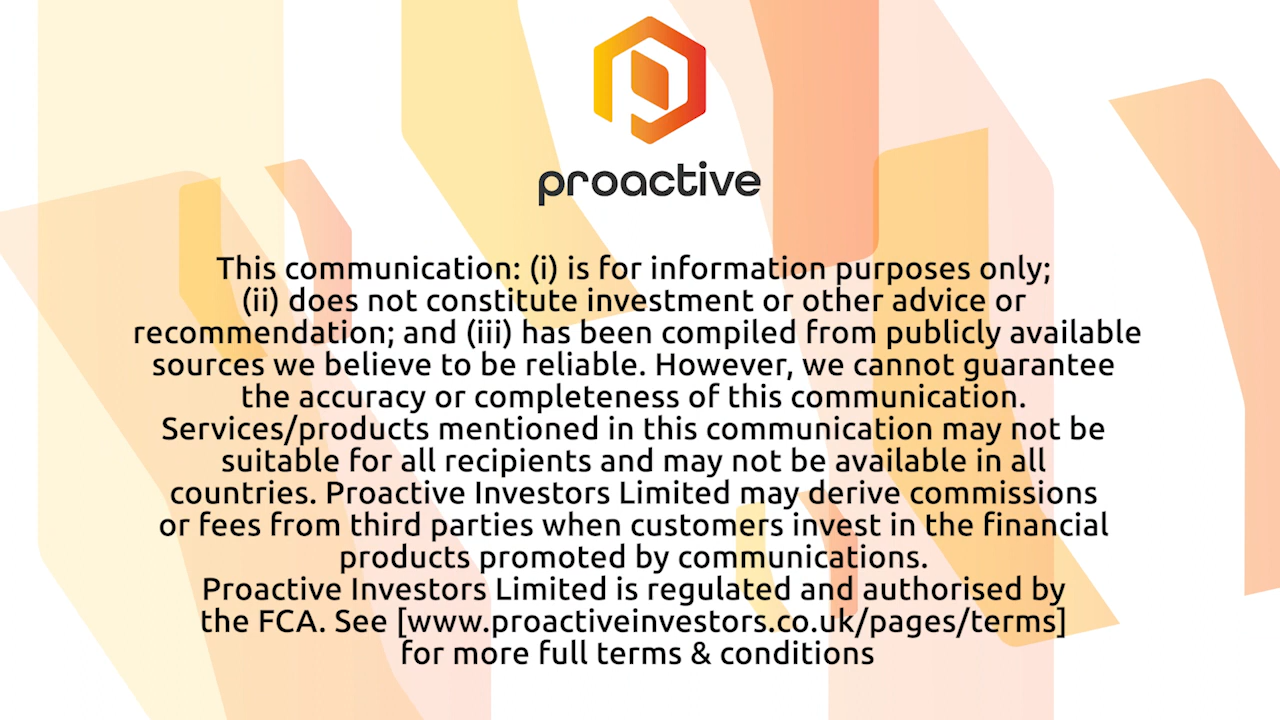 proactive
This communication: (i) is for information purposes only;
(ii) does not constitute investment or other advice or
recommendation; and (iii) has been compiled from publicly available
sources we believe to be reliable. However, we cannot guarantee
the accuracy or completeness of this communication.
Services/products mentioned in this communication may not be
suitable for all recipients and may not be available in all
countries. Proactive Investors Limited may derive commissions
or fees from third parties when customers invest in the financial
products promoted by communications.
Proactive Investors Limited is regulated and authorised by
the FCA. See [www.proactiveinvestors.co.uk/pages/terms]
for more full terms & conditions